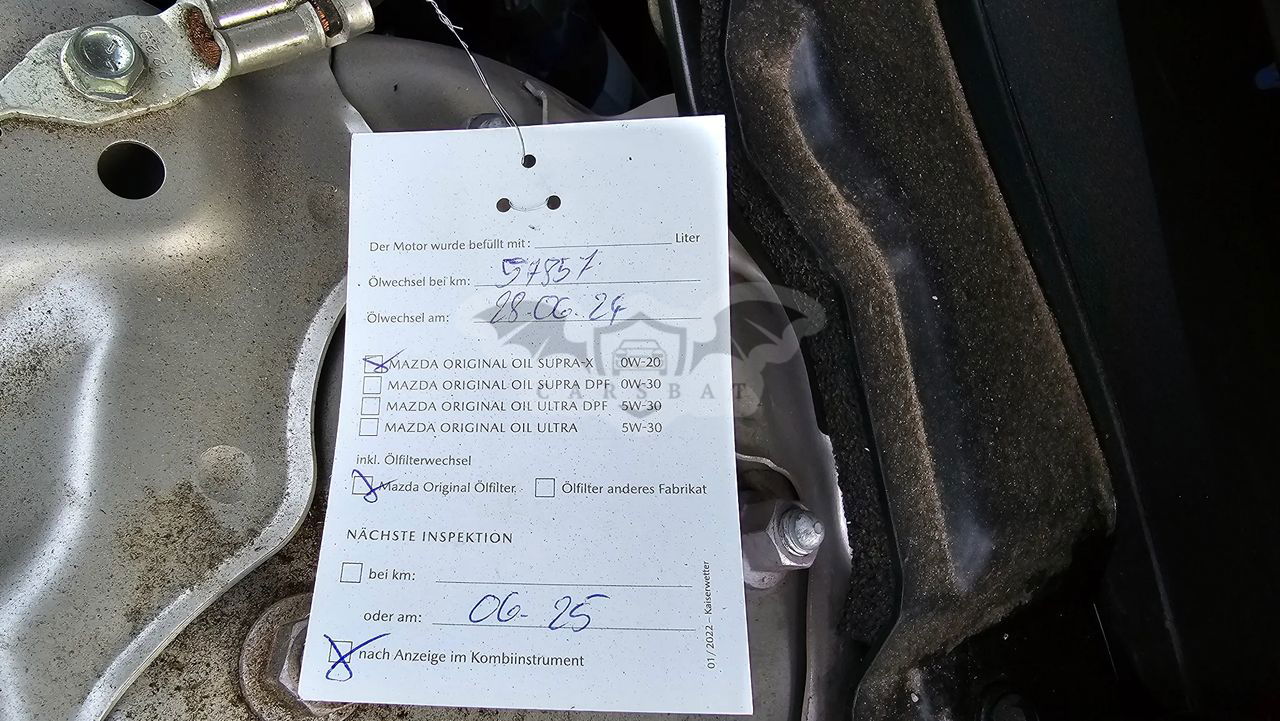 Der Motor wurde befüllt mit: Liter
Ölwechsel bei km: 57857
Ölwechsel am: 28.06.24
MAZDA ORIGINAL OIL SUPRA-X 0W-20
MAZDA ORIGINAL OIL SUPRA DPF 0W-30
MAZDA ORIGINAL OIL ULTRA DPF 5W-30
MAZDA ORIGINAL OIL ULTRA 5W-30
CARSBAT
inkl. Ölfilterwechsel
Mazda Original Ölfilter Ölfilter anderes Fabrikat
NÄCHSTE INSPEKTION
bei km:
oder am: 06-25
nach Anzeige im Kombiinstrument
01/2022 - Kaiserwetter